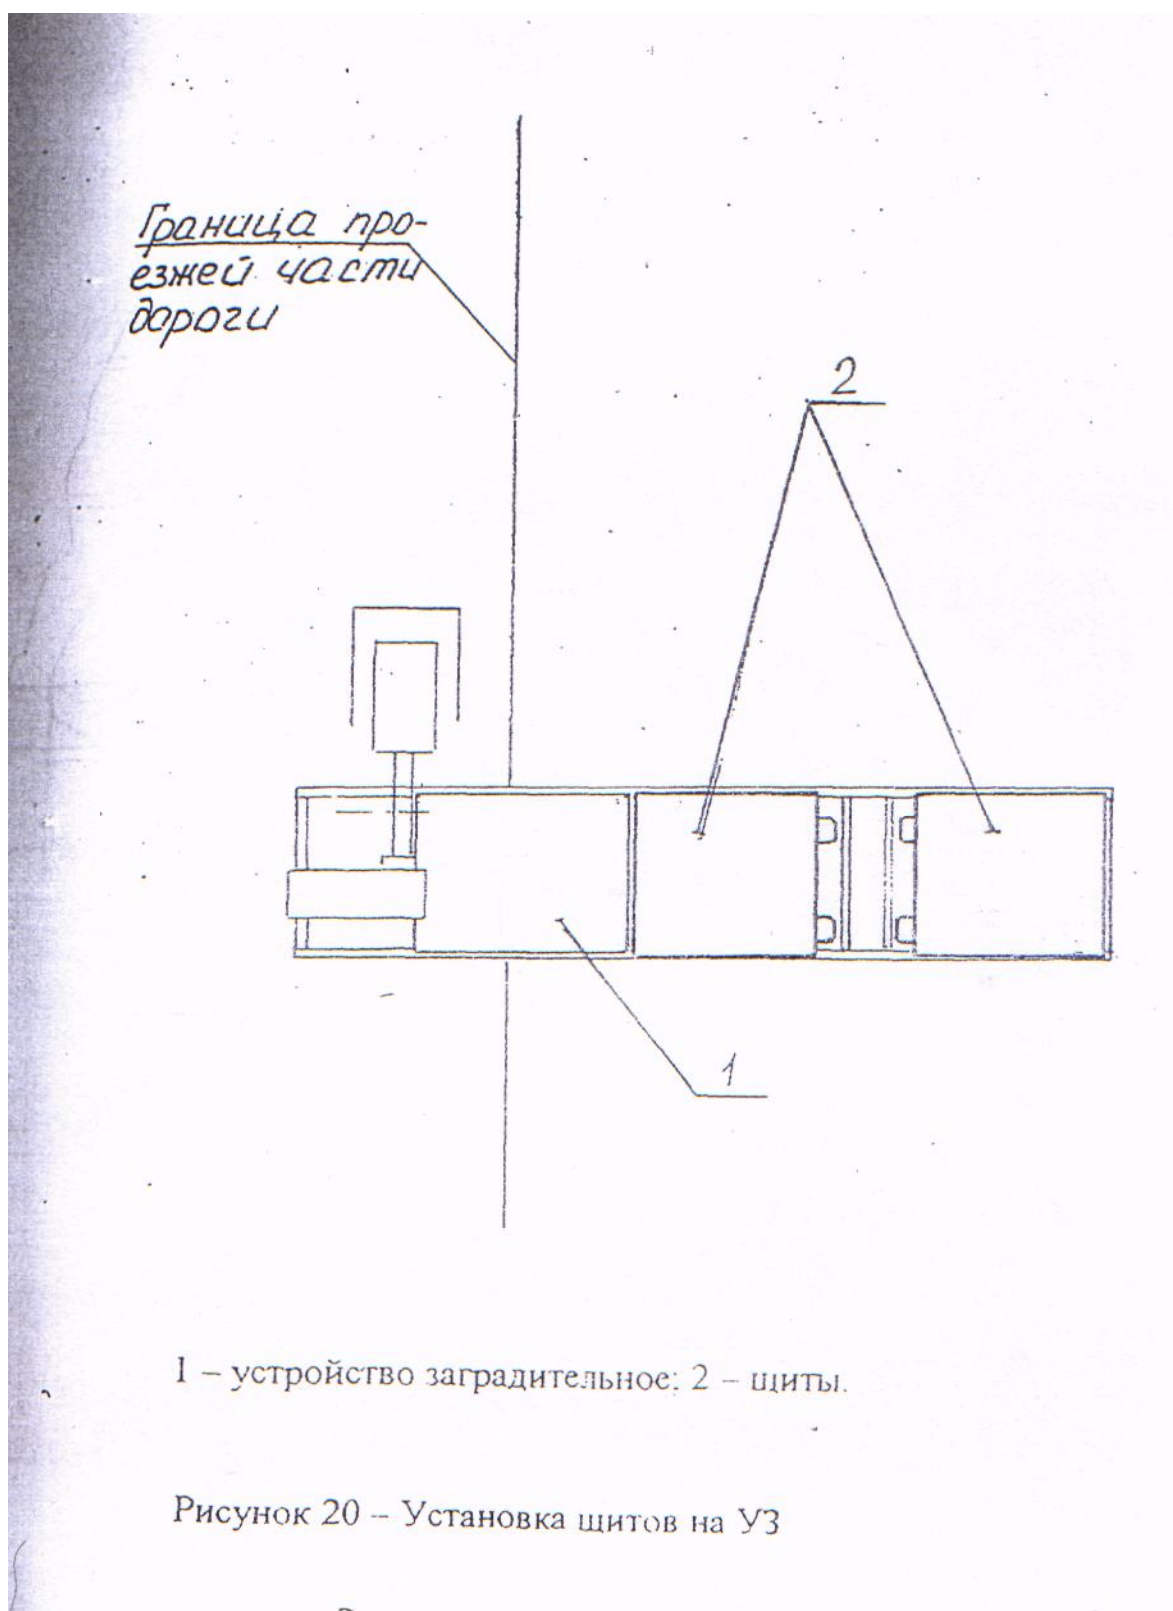 Граница про-
езжей части
дороги
2
1
1 – устройство заградительное; 2 – щиты.
Рисунок 20 – Установка щитов на УЗ